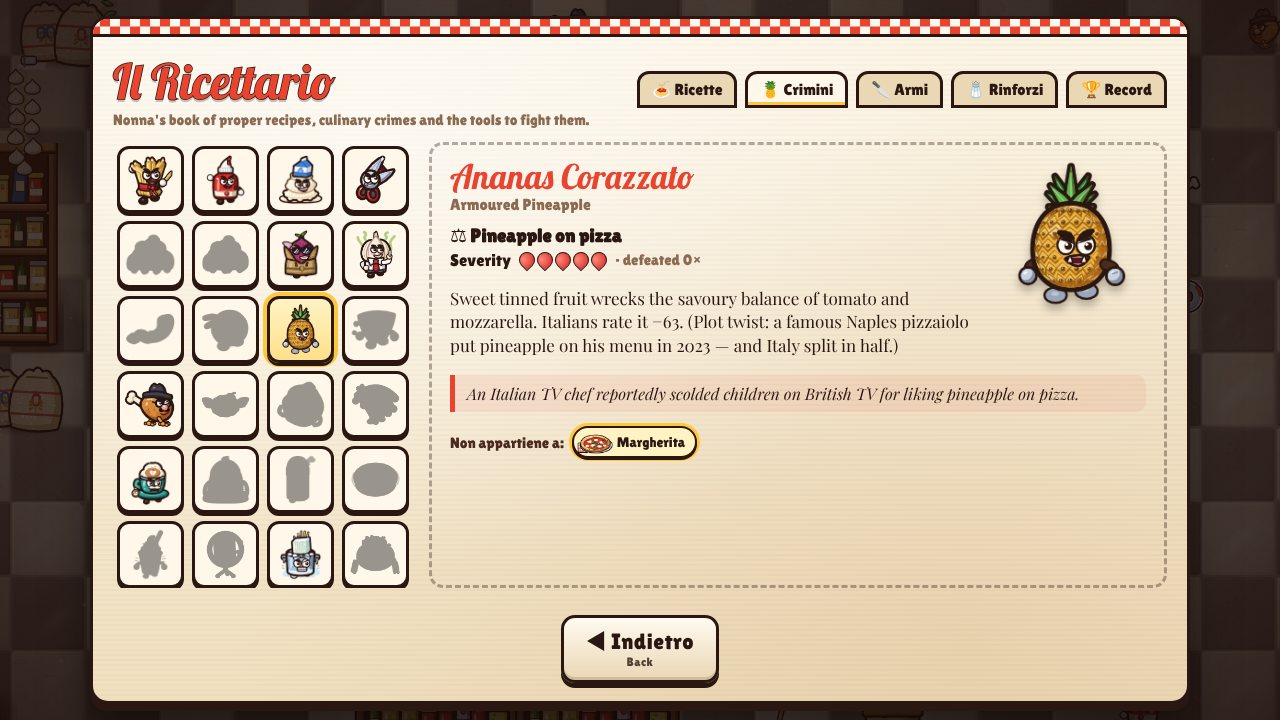 Il Ricettario
Nonna's book of proper recipes, culinary crimes and the tools to fight them.
Ricette
Crimini
Armi
Rinforzi
Record
Ananas Corazzato
Armoured Pineapple
⚖ Pineapple on pizza
Severity · defeated 0×
Sweet tinned fruit wrecks the savoury balance of tomato and
mozzarella. Italians rate it −63. (Plot twist: a famous Naples pizzaiolo
put pineapple on his menu in 2023 — and Italy split in half.)
An Italian TV chef reportedly scolded children on British TV for liking pineapple on pizza.
Non appartiene a: Margherita
◀ Indietro
Back